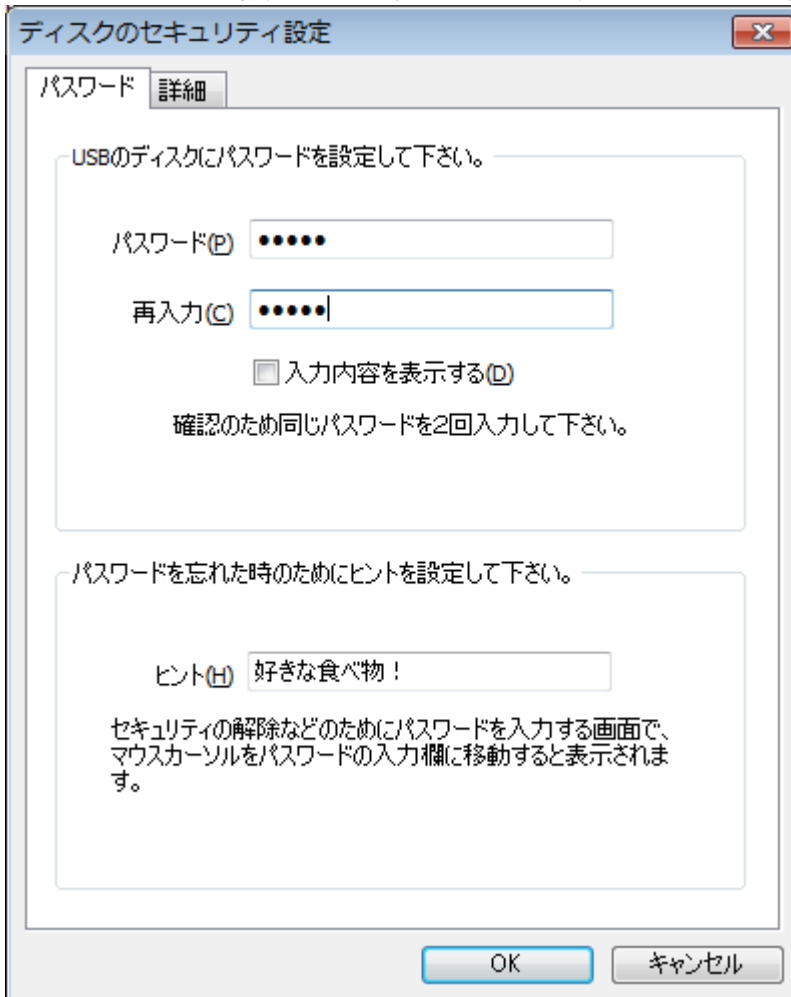 ディスクのセキュリティ設定
パスワード 詳細
USBのディスクにパスワードを設定して下さい。
パスワード(P) ●●●●●
再入力(C) ●●●●●
入力内容を表示する(D)
確認のため同じパスワードを2回入力して下さい。
パスワードを忘れた時のためにヒントを設定して下さい。
ヒント(H) 好きな食べ物!
セキュリティの解除などのためにパスワードを入力する画面で、
マウスカーソルをパスワードの入力欄に移動すると表示されま
す。
OK キャンセル